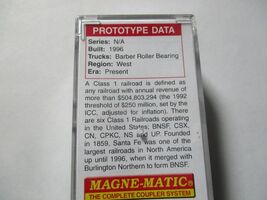 PROTOTYPE DATA
Series: N/A
Built: 1996
Trucks: Barber Roller Bearing
Region: West
Era: Present
A Class 1 railroad is defined as
any railroad with annual revenue of
more than $504,803,294 (the 1992
threshold of $250 million, set by the
ICC, adjusted for inflation). There
are six Class 1 Railroads operating
in the United States; BNSF, CSX,
CN, CPKC, NS and UP. Founded
in 1859, Santa Fe was one of the
largest railroads in North America
up until 1996, when it merged with
Burlington Northern to form BNSF.
MAGNE-MATIC®
THE COMPLETE COUPLER SYSTEM